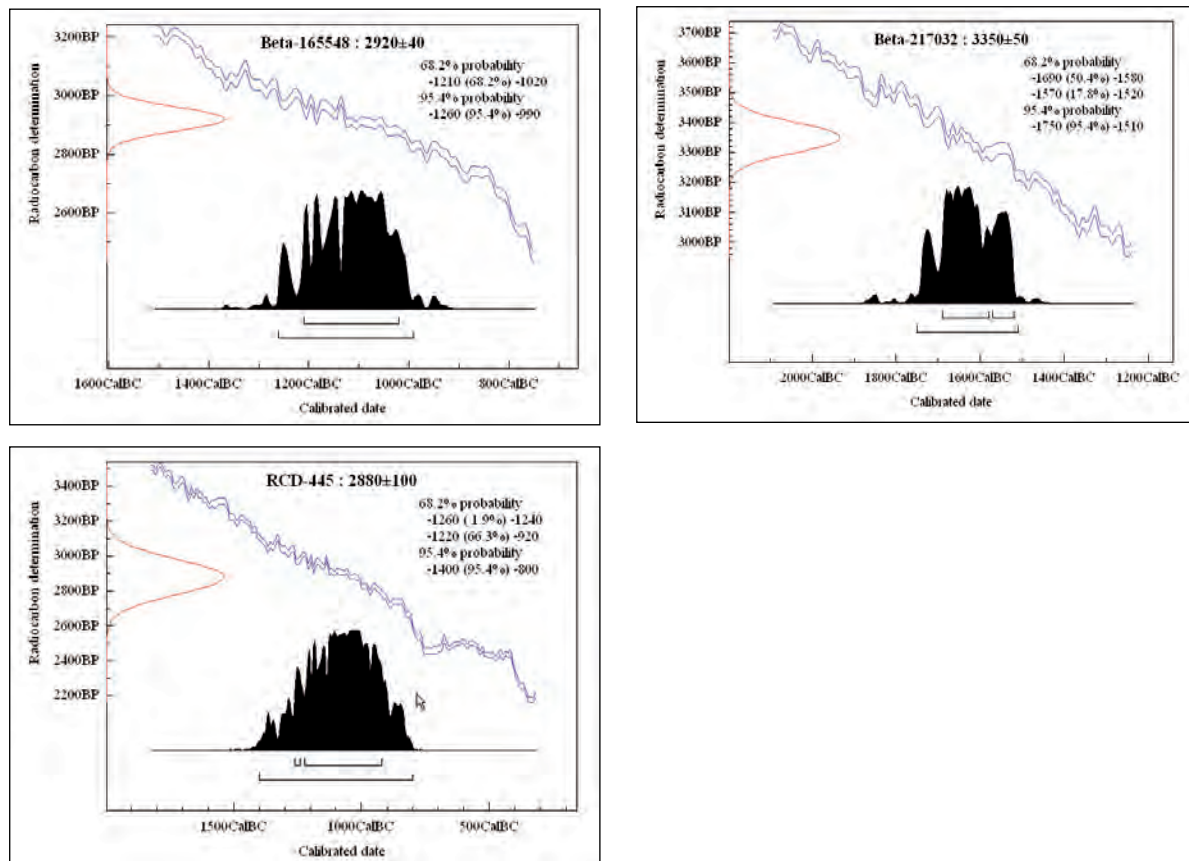 Beta-165548 : 2920±40
68.2% probability
-1210 (68.2%) -1020
95.4% probability
-1260 (95.4%) -990
Radiocarbon determination
3200BP
3000BP
2800BP
2600BP
1600CalBC 1400CalBC 1200CalBC 1000CalBC 800CalBC
Calibrated date
Beta-217032 : 3350±50
68.2% probability
-1690 (50.4%) -1580
-1570 (17.8%) -1520
95.4% probability
-1750 (95.4%) -1510
Radiocarbon determination
3700BP
3600BP
3500BP
3400BP
3300BP
3200BP
3100BP
3000BP
2000CalBC 1800CalBC 1600CalBC 1400CalBC 1200CalBC
Calibrated date
RCD-445 : 2880±100
68.2% probability
-1260 ( 1.9%) -1240
-1220 (66.3%) -920
95.4% probability
-1400 (95.4%) -800
Radiocarbon determination
3400BP
3200BP
3000BP
2800BP
2600BP
2400BP
2200BP
1500CalBC 1000CalBC 500CalBC
Calibrated date